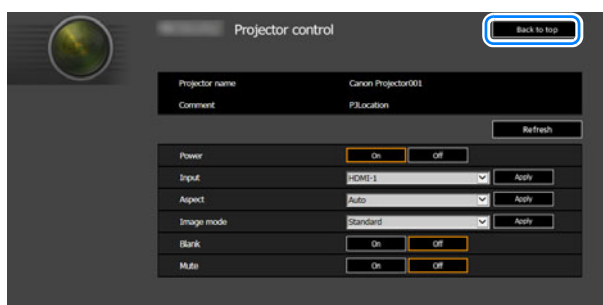 Projector control Back to top
Projector name Canon Projector001
Comment PJLocation
Refresh
Power On Off
Input HDMI-1 Apply
Aspect Auto Apply
Image mode Standard Apply
Blank On Off
Mute On Off